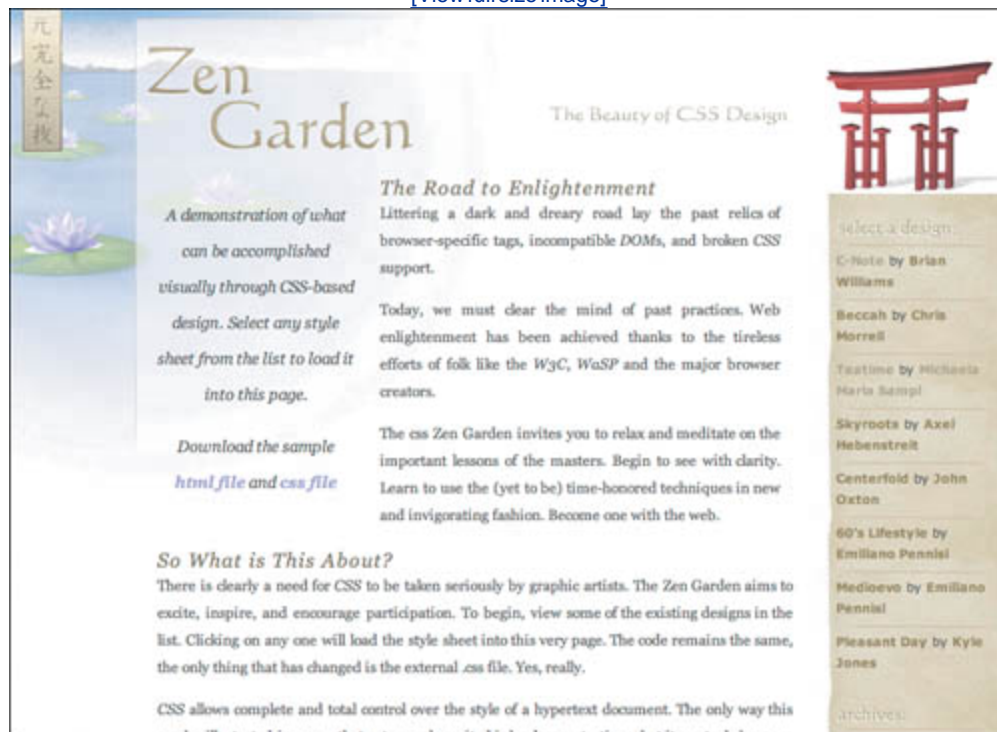 [View full size image]
Zen
Garden
The Beauty of CSS Design
A demonstration of what
can be accomplished
visually through CSS-based
design. Select any style
sheet from the list to load it
into this page.
Download the sample
html file and css file
The Road to Enlightenment
Littering a dark and dreary road lay the past relics of
browser-specific tags, incompatible DOMs, and broken CSS
support.
Today, we must clear the mind of past practices. Web
enlightenment has been achieved thanks to the tireless
efforts of folk like the W3C, WaSP and the major browser
creators.
The css Zen Garden invites you to relax and meditate on the
important lessons of the masters. Begin to see with clarity.
Learn to use the (yet to be) time-honored techniques in new
and invigorating fashion. Become one with the web.
So What is This About?
There is clearly a need for CSS to be taken seriously by graphic artists. The Zen Garden aims to
excite, inspire, and encourage participation. To begin, view some of the existing designs in the
list. Clicking on any one will load the style sheet into this very page. The code remains the same,
the only thing that has changed is the external .css file. Yes, really.
CSS allows complete and total control over the style of a hypertext document. The only way this
select a design:
C-Note by Brian
Williams
Beccah by Chris
Morrell
Teatime by Michaela
Maria Sampl
Skyroots by Axel
Hebenstreit
Centerfold by John
Oxton
60's Lifestyle by
Emiliano Pennisi
Medioevo by Emiliano
Pennisi
Pleasant Day by Kyle
Jones
archives: